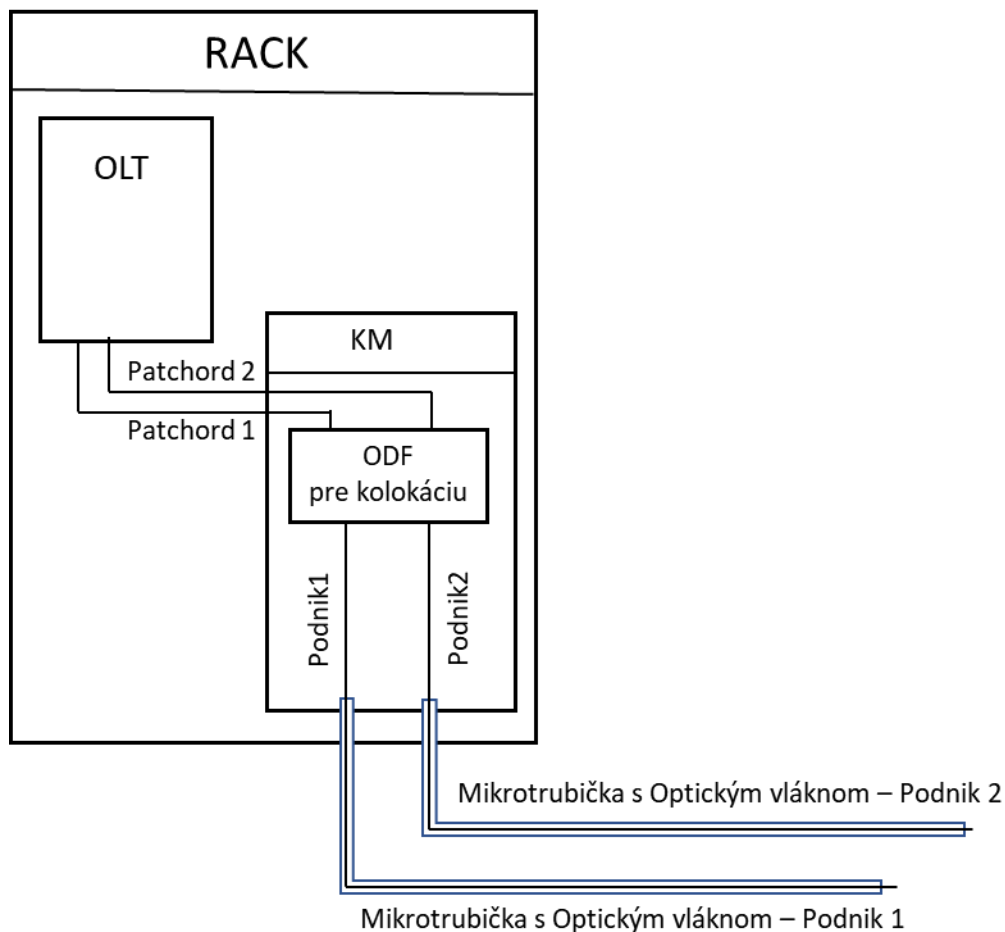 RACK
OLT
KM
Patchord 2
Patchord 1
ODF
pre kolokáciu
Podnik1
Podnik2
Mikrotrubička s Optickým vláknom – Podnik 2
Mikrotrubička s Optickým vláknom – Podnik 1